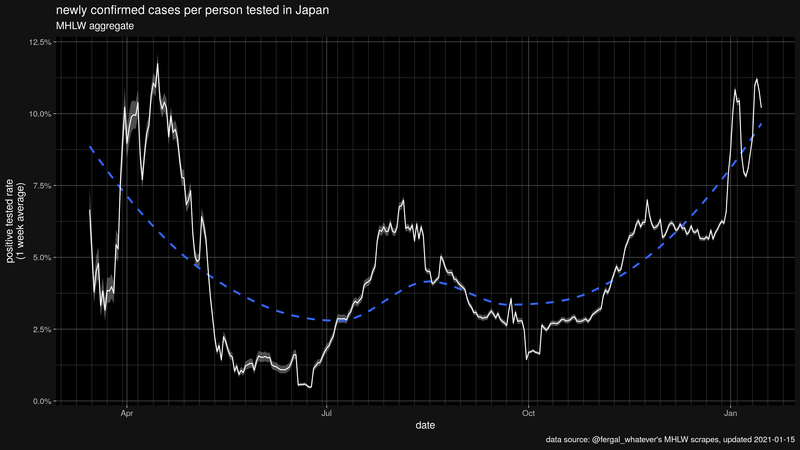 newly confirmed cases per person tested in Japan
MHLW aggregate
12.5%
10.0%
7.5%
5.0%
2.5%
0.0%
positive tested rate
(1 week average)
Apr
Jul
Oct
Jan
date
data source: @fergal_whatever's MHLW scrapes, updated 2021-01-15